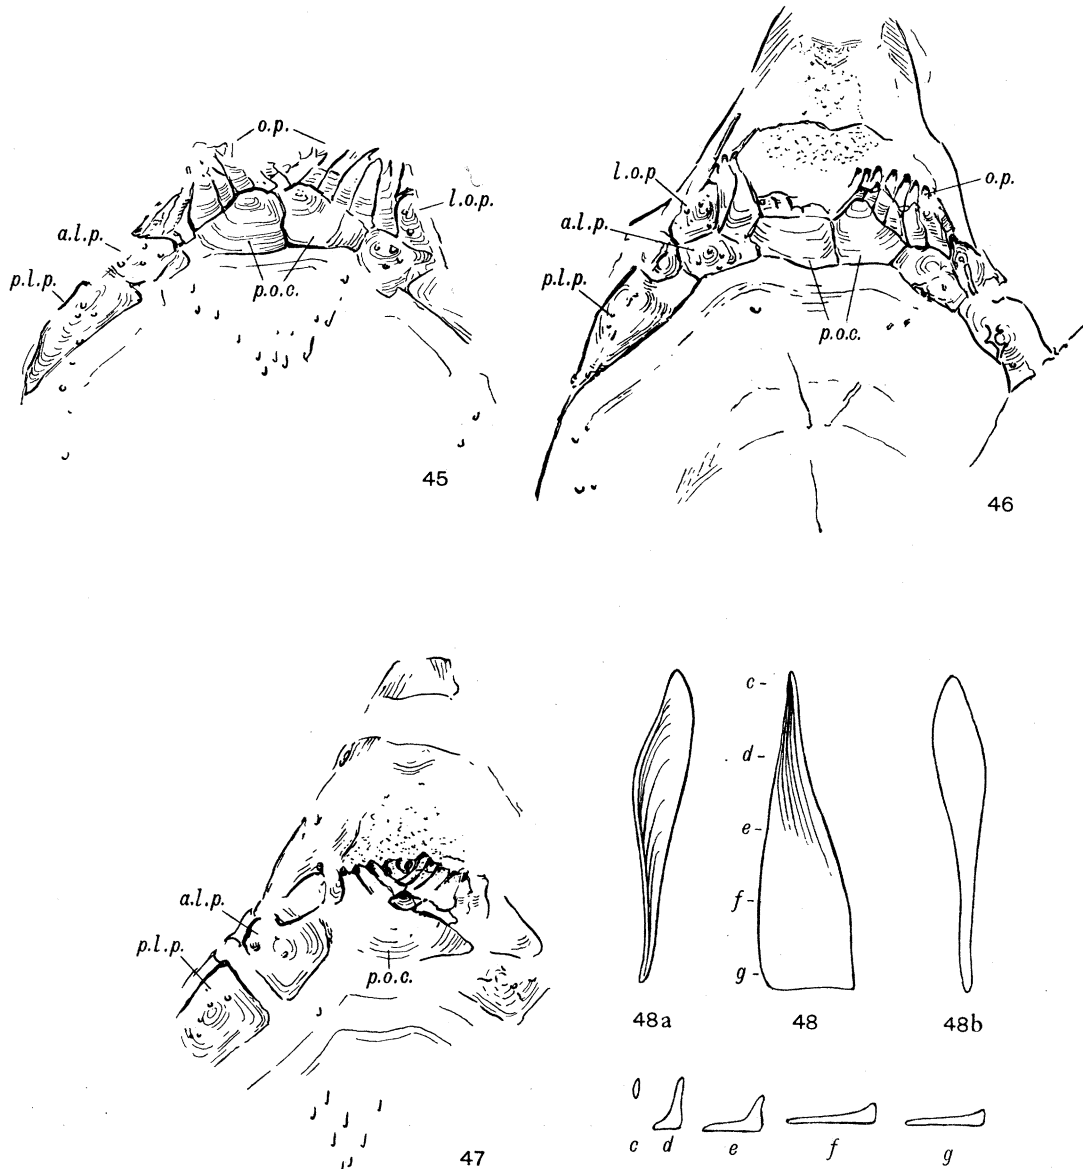 o.p.
l.o.p.
a.l.p.
p.l.p.
p.o.c.
45
l.o.p.
o.p.
a.l.p.
p.l.p.
p.o.c.
46
a.l.p.
p.l.p.
p.o.c.
47
c
d
e
f
g
48a 48 48b
c d e f g